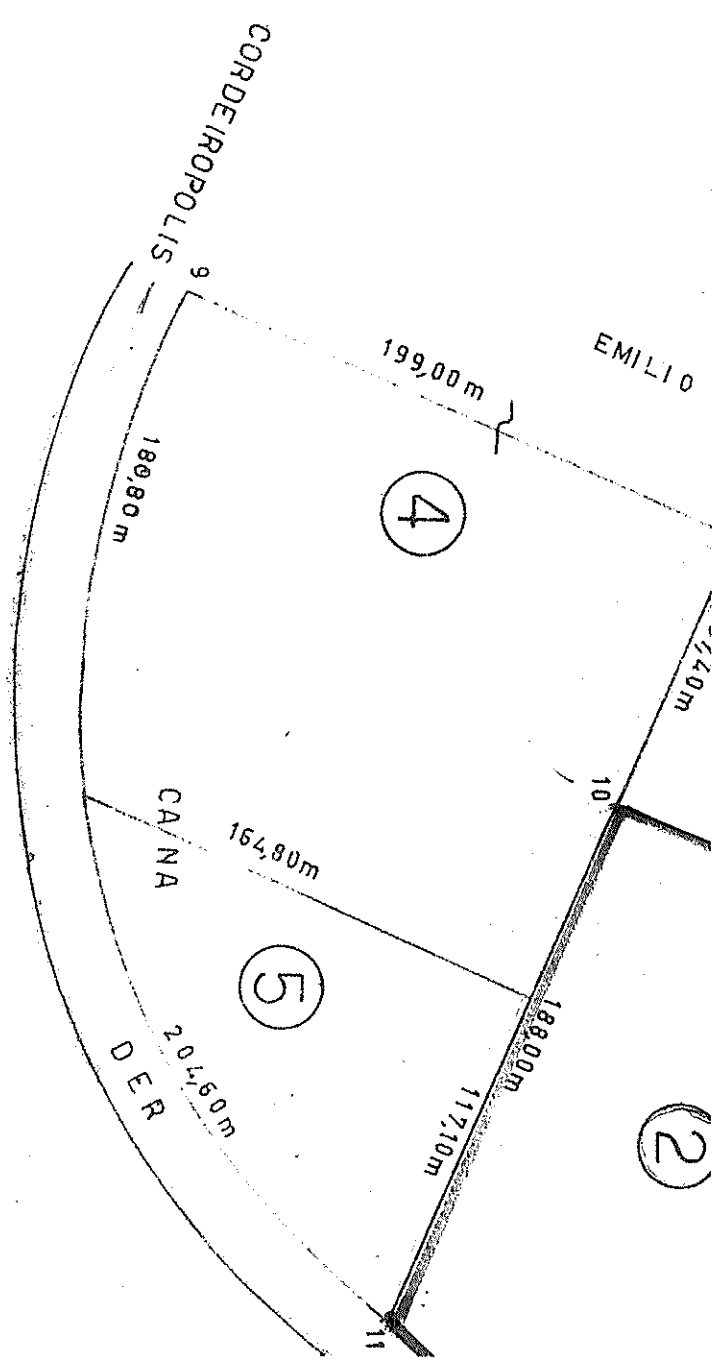 CORDEIROPOLIS —
9
199,00m
EMILIO
4
180,80m
10
164,80m
CANA
5
188,00m
117,10m
2
204,60m
DER
11